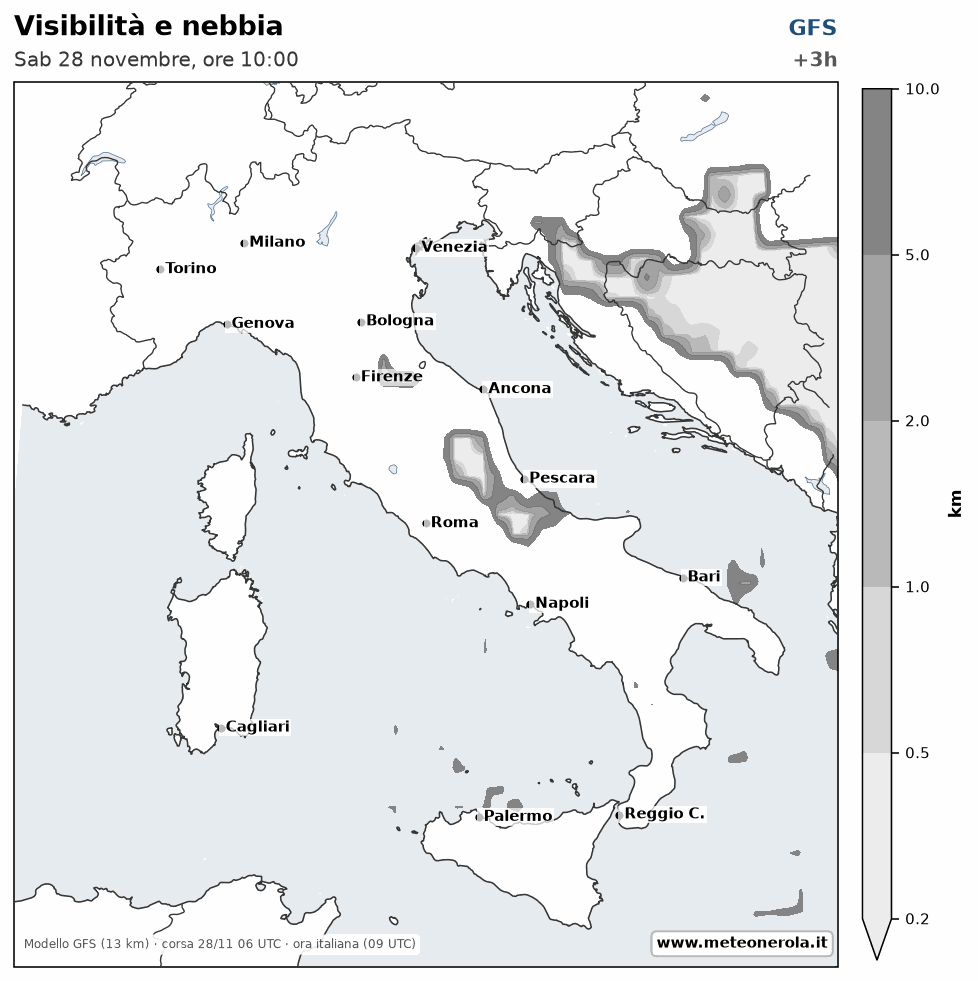 Visibilità e nebbia
GFS
Sab 28 novembre, ore 10:00
+3h
10.0
5.0
2.0
1.0
0.5
0.2
km
Milano
Venezia
Torino
Genova
Bologna
Firenze
Ancona
Pescara
Roma
Bari
Napoli
Cagliari
Palermo
Reggio C.
Modello GFS (13 km) · corsa 28/11 06 UTC · ora italiana (09 UTC)
www.meteonerola.it